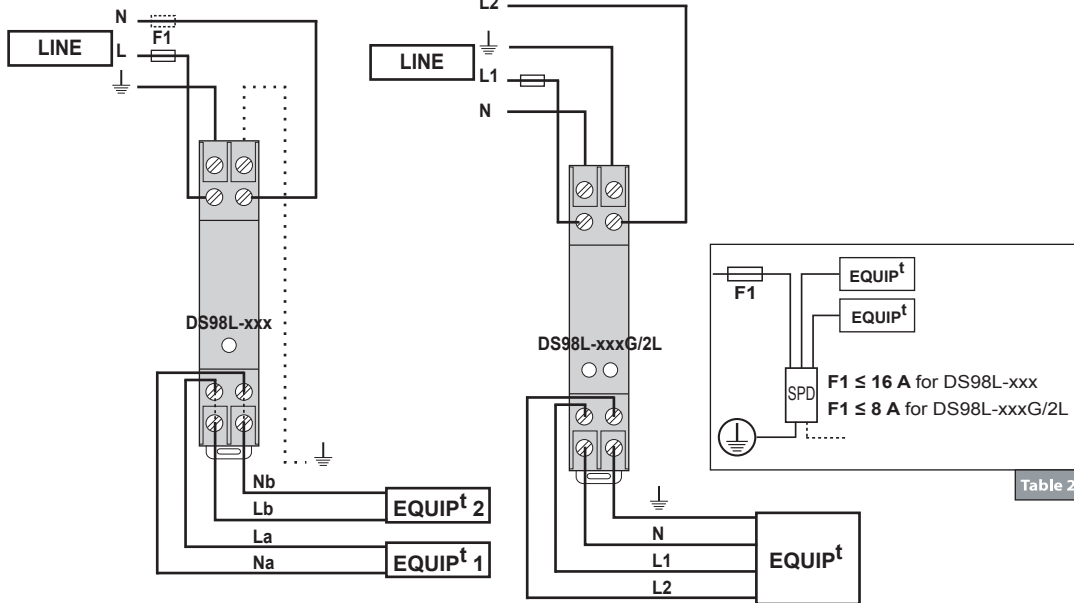 N
F1
LINE
L
DS98L-xxx
Nb
Lb
EQUIPt 2
La
Na
EQUIPt 1
L2
LINE
L1
N
DS98L-xxxG/2L
N
L1
L2
EQUIPt
F1
EQUIPt
EQUIPt
SPD
F1 ≤ 16 A for DS98L-xxx
F1 ≤ 8 A for DS98L-xxxG/2L
Table 2